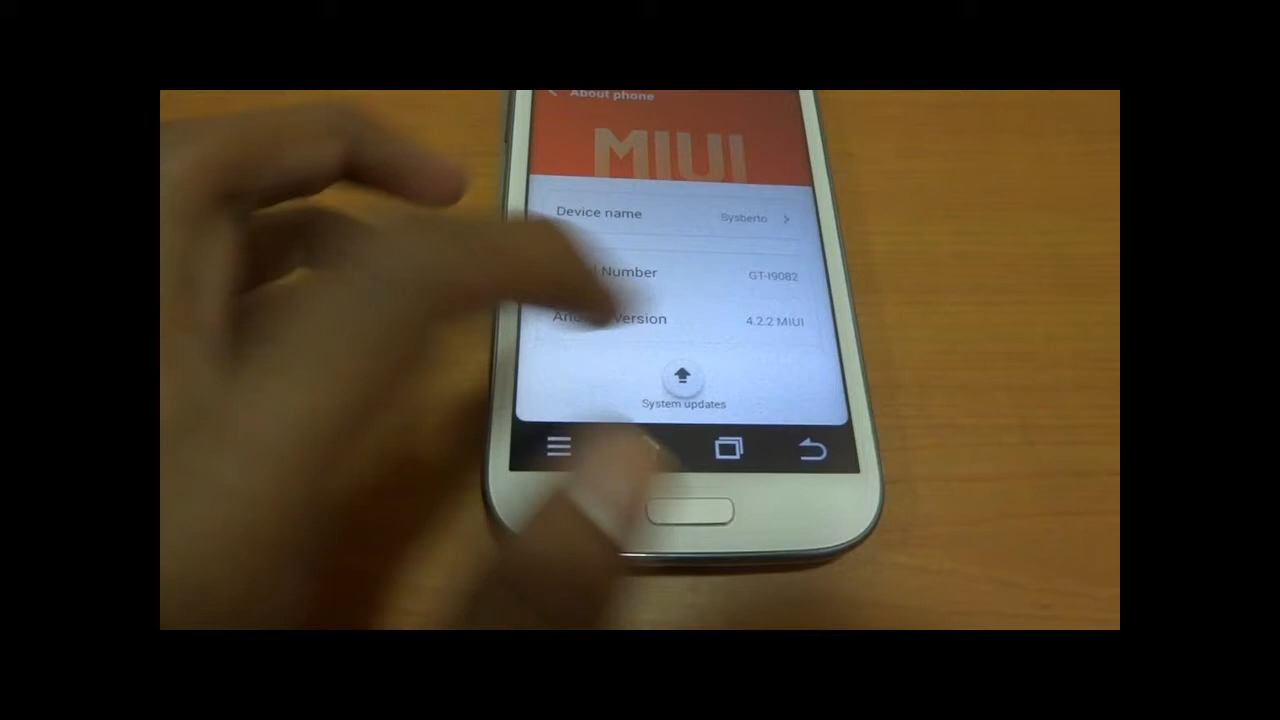 About phone
MIUI
Device name Sysberto
Number GT-I9082
Version 4.2.2 MIUI
System updates